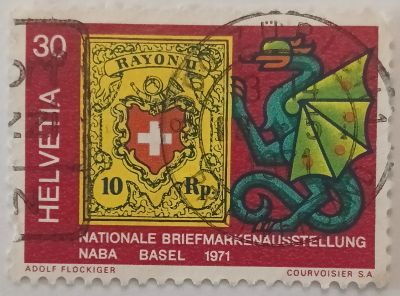 30
HELVETIA
RAYON II
10 Rp.
NATIONALE BRIEFMARKENAUSSTELLUNG
NABA BASEL 1971
ADOLF FLÜCKIGER
COURVOISIER S.A.